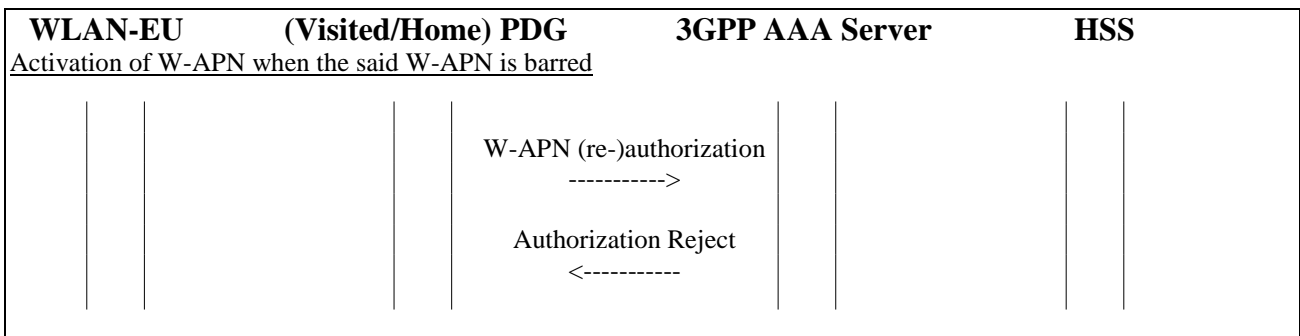 WLAN-EU (Visited/Home) PDG 3GPP AAA Server HSS
Activation of W-APN when the said W-APN is barred
W-APN (re-)authorization
----------->
Authorization Reject
<-----------